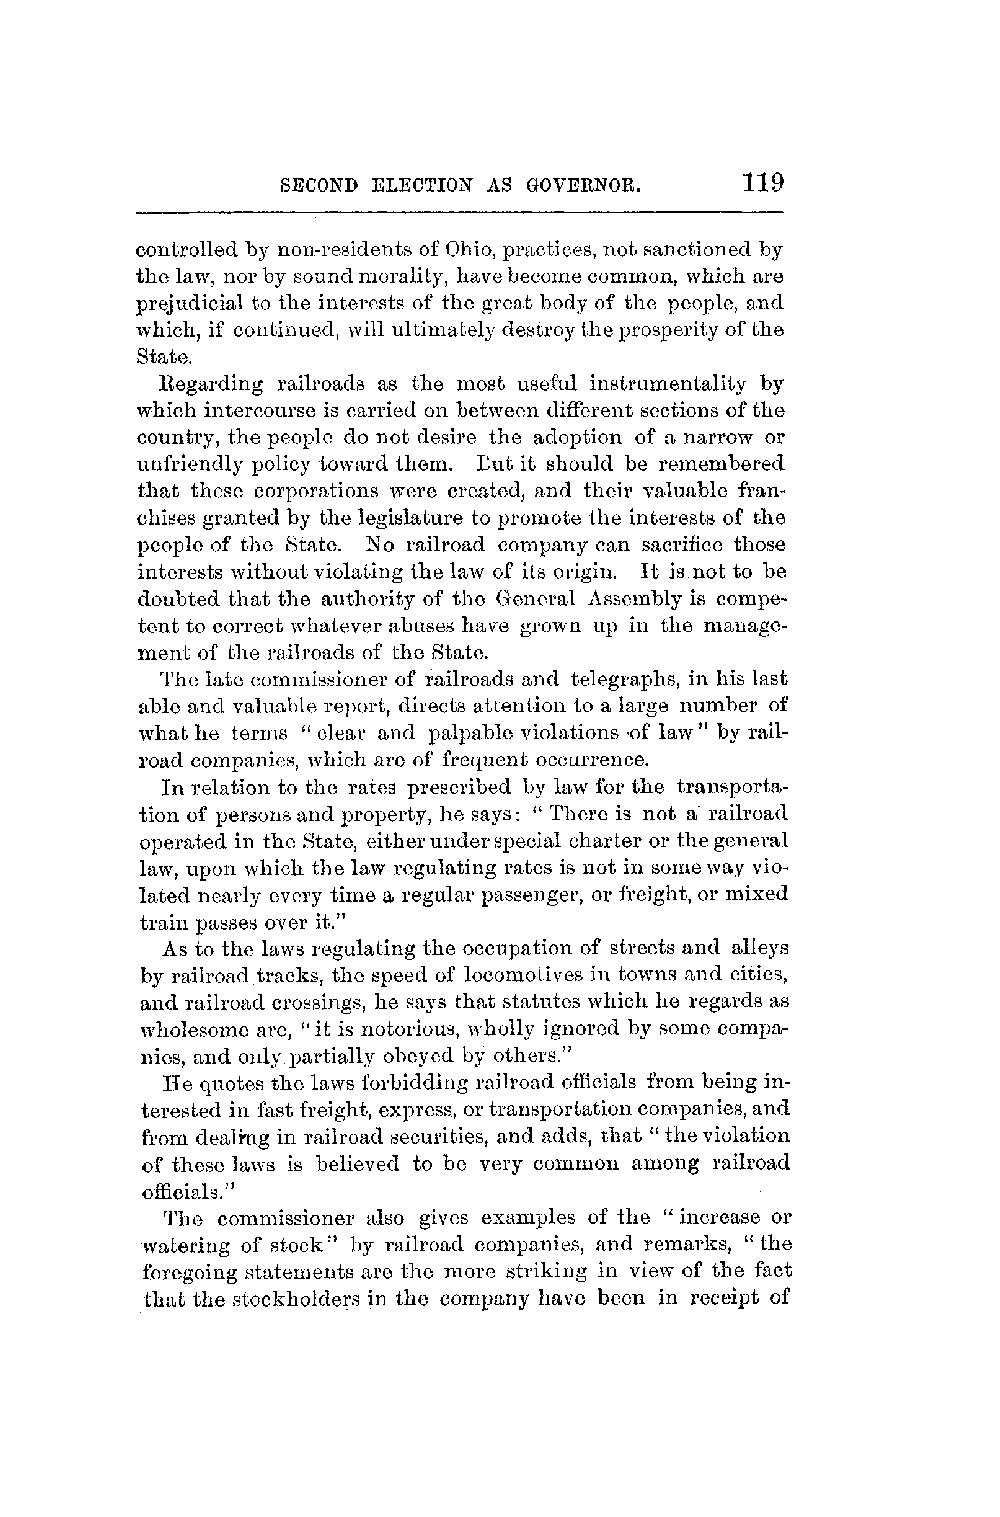 SECOND ELECTION AS GOVERNOR. 119
controlled by non-residents of Ohio, practices, not sanctioned by
the law, nor by sound morality, have become common, which are
prejudicial to the interests of the great body of the people, and
which, if continued, will ultimately destroy the prosperity of the
State.
Regarding railroads as the most useful instrumentality by
which intercourse is carried on between different sections of the
country, the people do not desire the adoption of a narrow or
unfriendly policy toward them. But it should be remembered
that these corporations were created, and their valuable fran-
chises granted by the legislature to promote the interests of the
people of the State. No railroad company can sacrifice those
interests without violating the law of its origin. It is not to be
doubted that the authority of the General Assembly is compe-
tent to correct whatever abuses have grown up in the manage-
ment of the railroads of the State.
The late commissioner of railroads and telegraphs, in his last
able and valuable report, directs attention to a large number of
what he terms "clear and palpable violations of law" by rail-
road companies, which are of frequent occurrence.
In relation to the rates prescribed by law for the transporta-
tion of persons and property, he says: "There is not a railroad
operated in the State, either under special charter or the general
law, upon which the law regulating rates is not in some way vio-
lated nearly every time a regular passenger, or freight, or mixed
train passes over it."
As to the laws regulating the occupation of streets and alleys
by railroad tracks, the speed of locomotives in towns and cities,
and railroad crossings, he says that statutes which he regards as
wholesome are, "it is notorious, wholly ignored by some compa-
nies, and only partially obeyed by others."
He quotes the laws forbidding railroad officials from being in-
terested in fast freight, express, or transportation companies, and
from dealing in railroad securities, and adds, that "the violation
of these laws is believed to be very common among railroad
officials."
The commissioner also gives examples of the "increase or
watering of stock" by railroad companies, and remarks, "the
foregoing statements are the more striking in view of the fact
that the stockholders in the company have been in receipt of